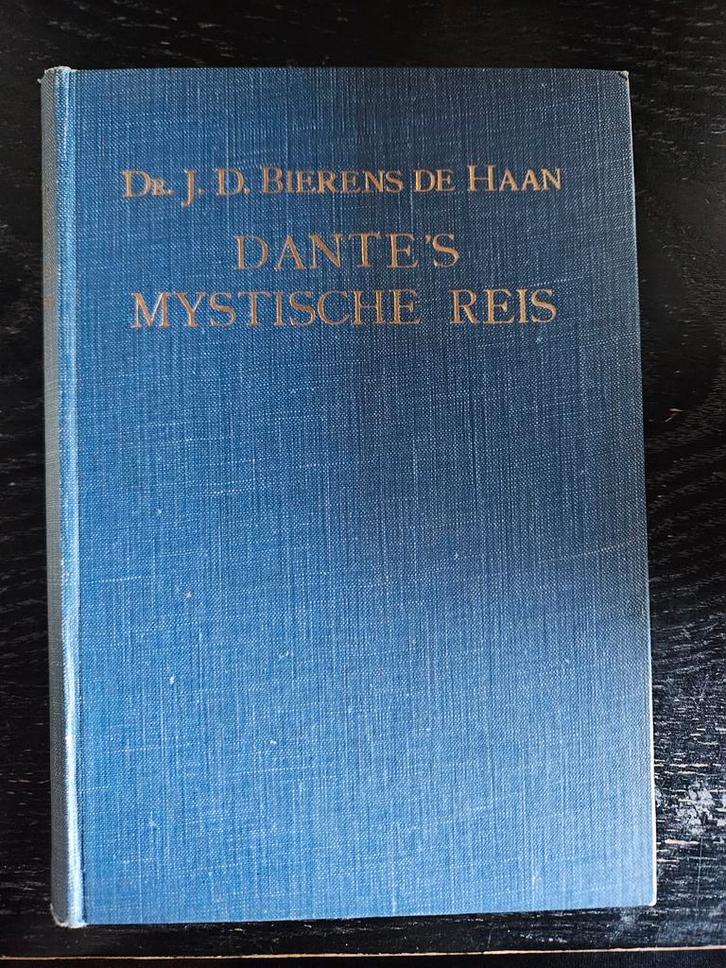 DR. J. D. BIERENS DE HAAN
DANTE'S
MYSTISCHE REIS